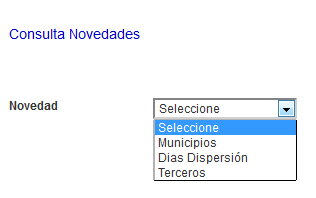 Consulta Novedades
Novedad
Seleccione
Seleccione
Municipios
Dias Dispersión
Terceros